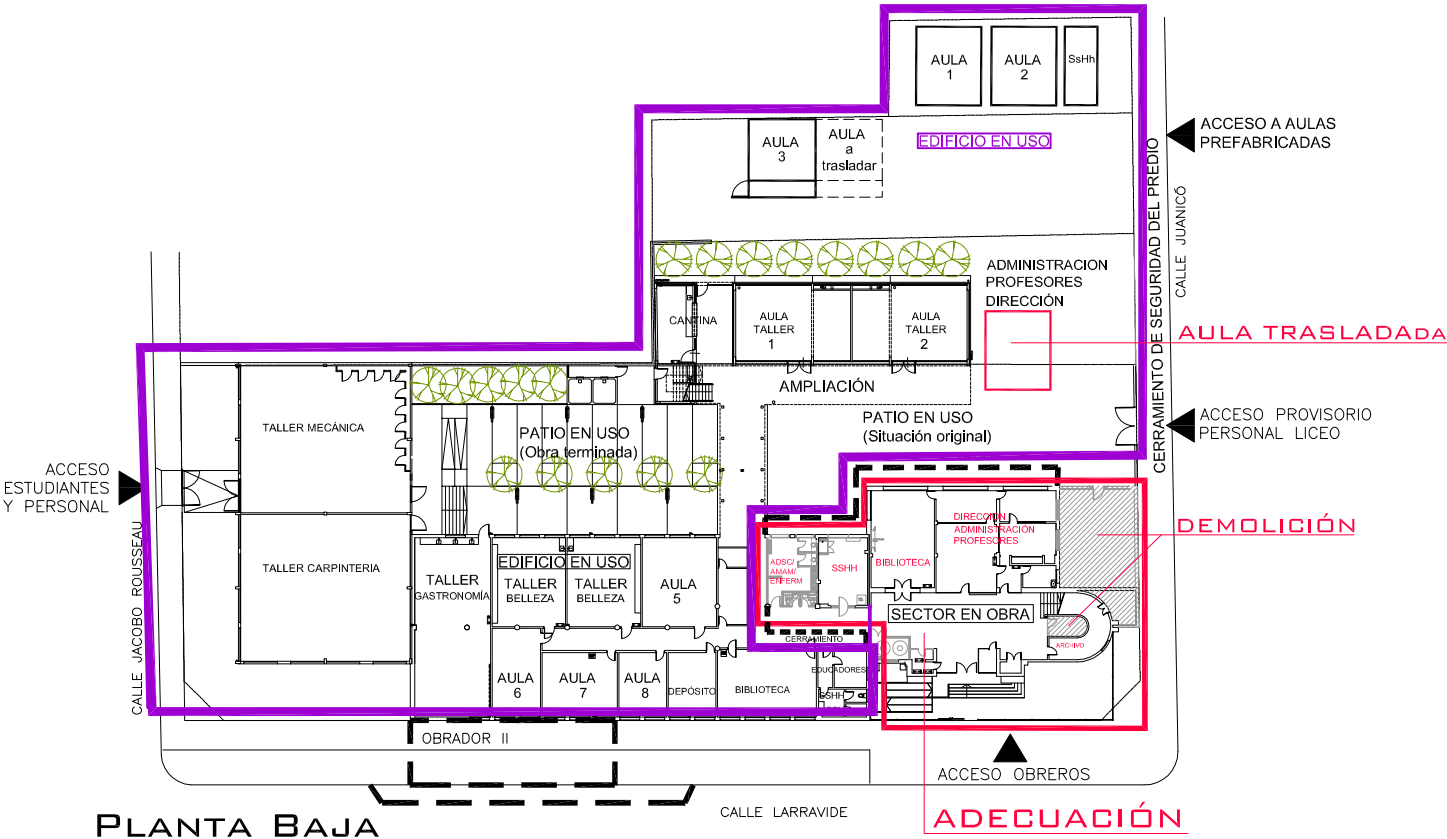 AULA
1
AULA
2
SsHh
AULA
3
AULA
a
trasladar
EDIFICIO EN USO
ACCESO A AULAS
PREFABRICADAS
CERRAMIENTO DE SEGURIDAD DEL PREDIO
CALLE JUANICÓ
ADMINISTRACION
PROFESORES
DIRECCIÓN
CANTINA
AULA
TALLER
1
AULA
TALLER
2
AULA TRASLADADA
AMPLIACIÓN
PATIO EN USO
(Situación original)
ACCESO PROVISORIO
PERSONAL LICEO
TALLER MECÁNICA
PATIO EN USO
(Obra terminada)
ACCESO
ESTUDIANTES
Y PERSONAL
CALLE JACOBO ROUSSEAU
TALLER CARPINTERIA
TALLER
GASTRONOMÍA
EDIFICIO EN USO
TALLER
BELLEZA
TALLER
BELLEZA
AULA
5
ADSC/
AMAM/
ENFERM
SSHH
BIBLIOTECA
DIRECCIÓN
ADMINISTRACIÓN
PROFESORES
DEMOLICIÓN
SECTOR EN OBRA
ARCHIVO
CERRAMIENTO
EDUCADORES
SSHH
AULA
6
AULA
7
AULA
8
DEPÓSITO
BIBLIOTECA
OBRADOR II
ACCESO OBREROS
CALLE LARRAVIDE
ADECUACIÓN
PLANTA BAJA